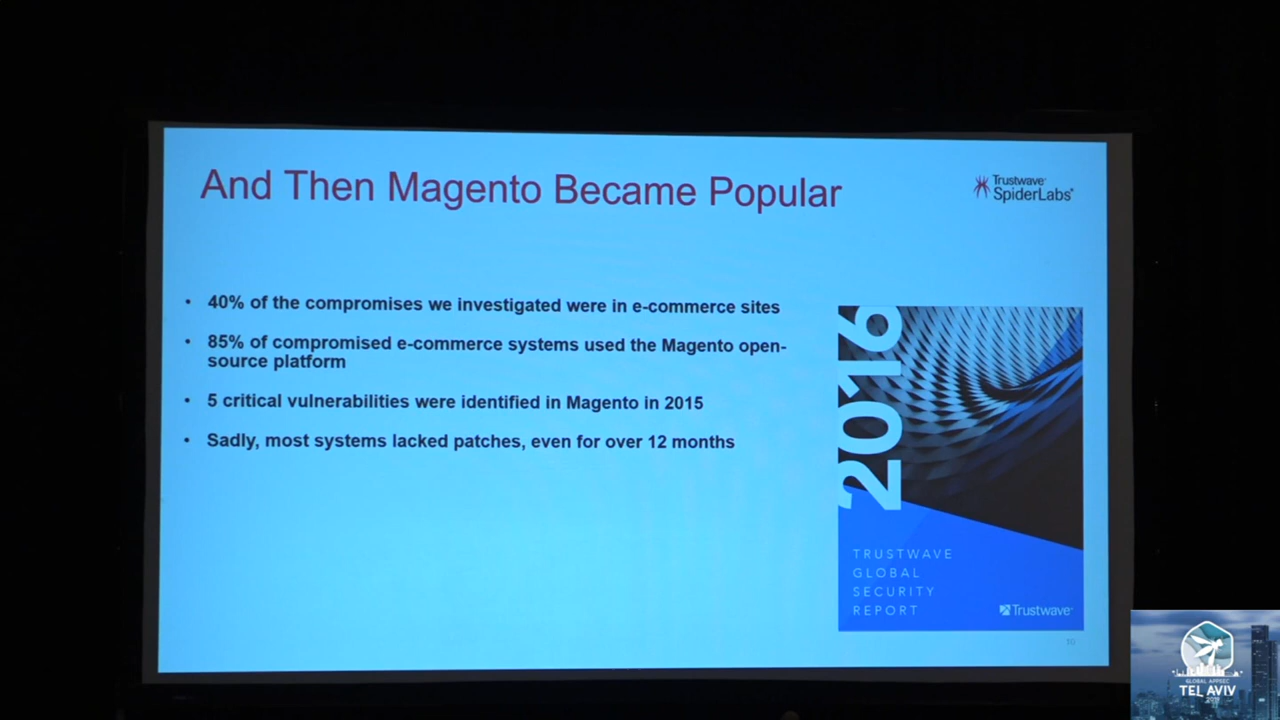 And Then Magento Became Popular
Trustwave®
SpiderLabs®
• 40% of the compromises we investigated were in e-commerce sites
• 85% of compromised e-commerce systems used the Magento open-
source platform
• 5 critical vulnerabilities were identified in Magento in 2015
• Sadly, most systems lacked patches, even for over 12 months
2016
TRUSTWAVE
GLOBAL
SECURITY
REPORT
Trustwave®
GLOBAL APPSEC
TEL AVIV